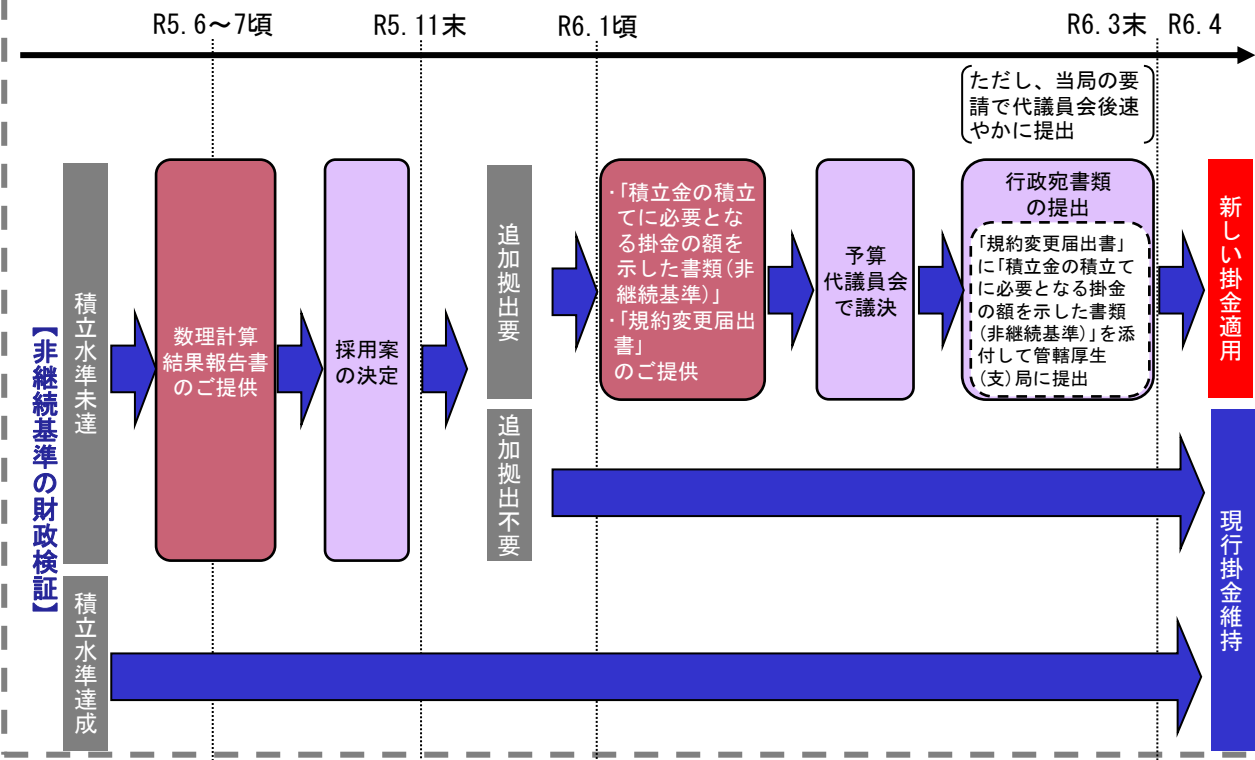 R5.6～7頃
R5.11末
R6.1頃
R6.3末
R6.4
ただし、当局の要
請で代議員会後速
やかに提出
【非継続基準の財政検証】
積立水準未達
数理計算
結果報告書
のご提供
採用案
の決定
追加拠出要
・「積立金の積立
てに必要とな
る掛金の額を
示した書類(非
継続基準)」
・「規約変更届出
書」
のご提供
予算
代議員会
で議決
行政宛書類
の提出
「規約変更届出書」
に「積立金の積立て
に必要となる掛金
の額を示した書類
(非継続基準)」を添
付して管轄厚生
(支)局に提出
新しい掛金適用
追加拠出不要
現行掛金維持
積立水準達成